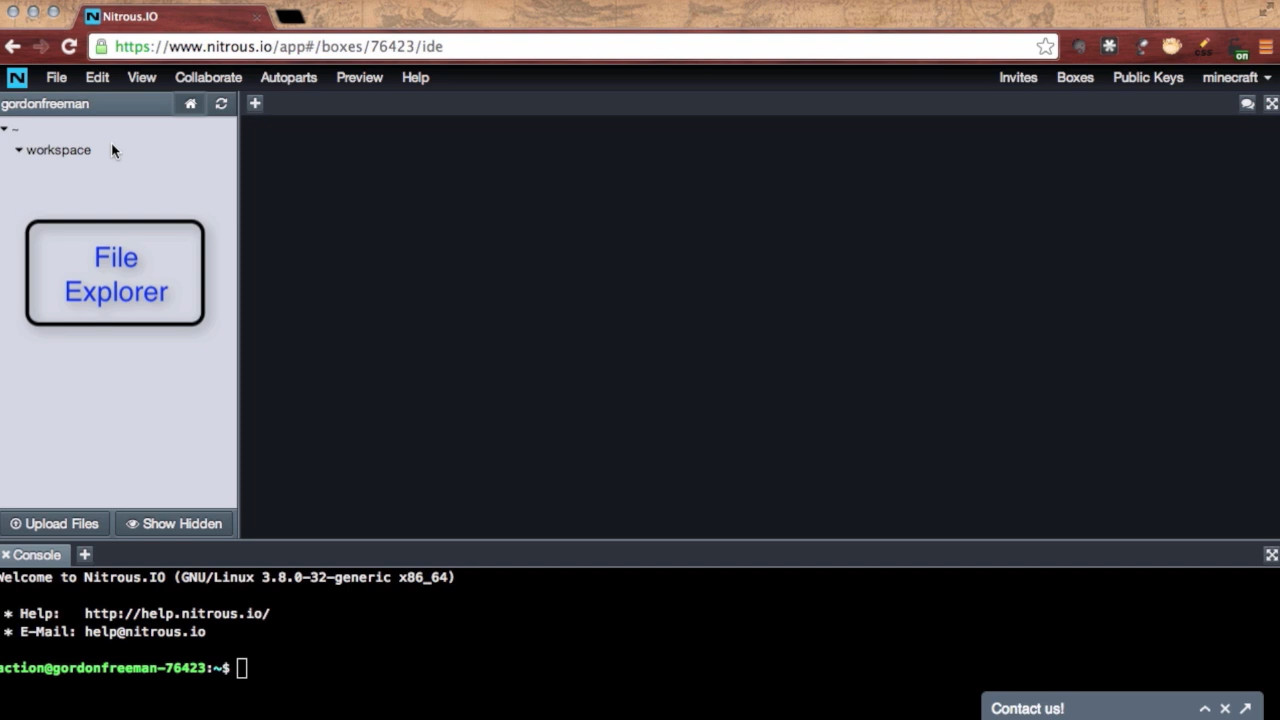 Nitrous.IO
https://www.nitrous.io/app#/boxes/76423/ide
on
N File Edit View Collaborate Autoparts Preview Help Invites Boxes Public Keys minecraft
gordonfreeman
~
workspace
File
Explorer
Upload Files Show Hidden
Console
Welcome to Nitrous.IO (GNU/Linux 3.8.0-32-generic x86_64)
* Help: http://help.nitrous.io/
* E-Mail: help@nitrous.io
action@gordonfreeman-76423:~$
Contact us!